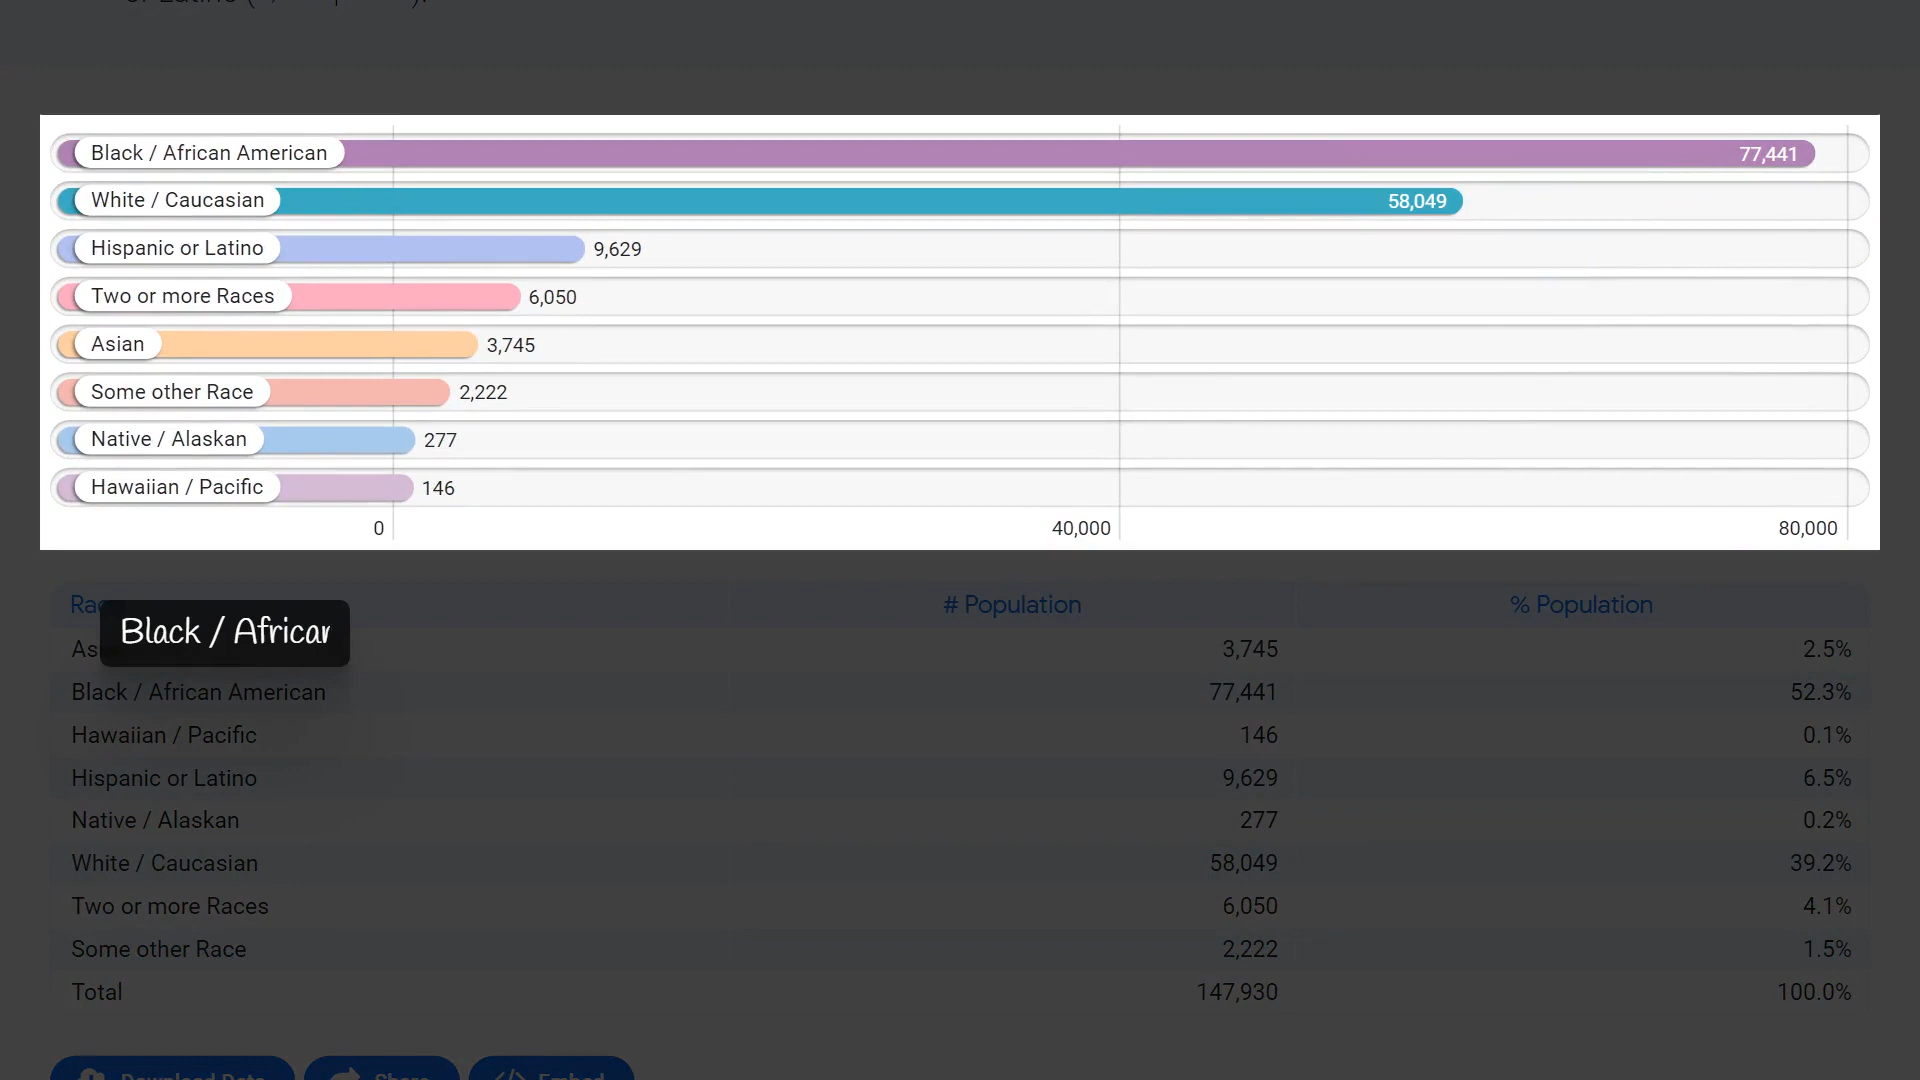 Black / African American 77,441
White / Caucasian 58,049
Hispanic or Latino 9,629
Two or more Races 6,050
Asian 3,745
Some other Race 2,222
Native / Alaskan 277
Hawaiian / Pacific 146
0 40,000 80,000
# Population % Population
Black / African
3,745 2.5%
Black / African American 77,441 52.3%
Hawaiian / Pacific 146 0.1%
Hispanic or Latino 9,629 6.5%
Native / Alaskan 277 0.2%
White / Caucasian 58,049 39.2%
Two or more Races 6,050 4.1%
Some other Race 2,222 1.5%
Total 147,930 100.0%